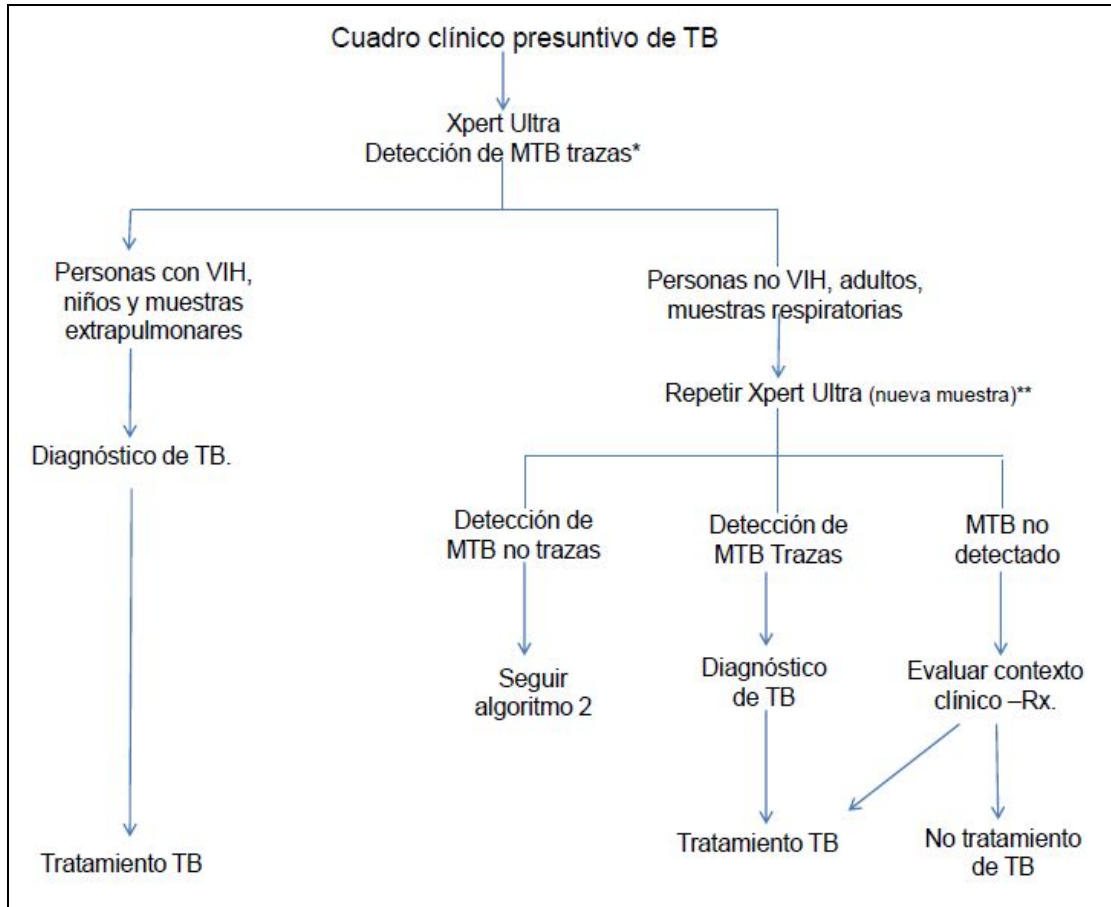 Cuadro clínico presuntivo de TB
Xpert Ultra
Detección de MTB trazas*
Personas con VIH,
niños y muestras
extrapulmonares
Personas no VIH, adultos,
muestras respiratorias
Repetir Xpert Ultra (nueva muestra)**
Diagnóstico de TB.
Detección de
MTB no trazas
Detección de
MTB Trazas
MTB no
detectado
Seguir
algoritmo 2
Diagnóstico
de TB
Evaluar contexto
clínico –Rx.
Tratamiento TB
Tratamiento TB
No tratamiento
de TB